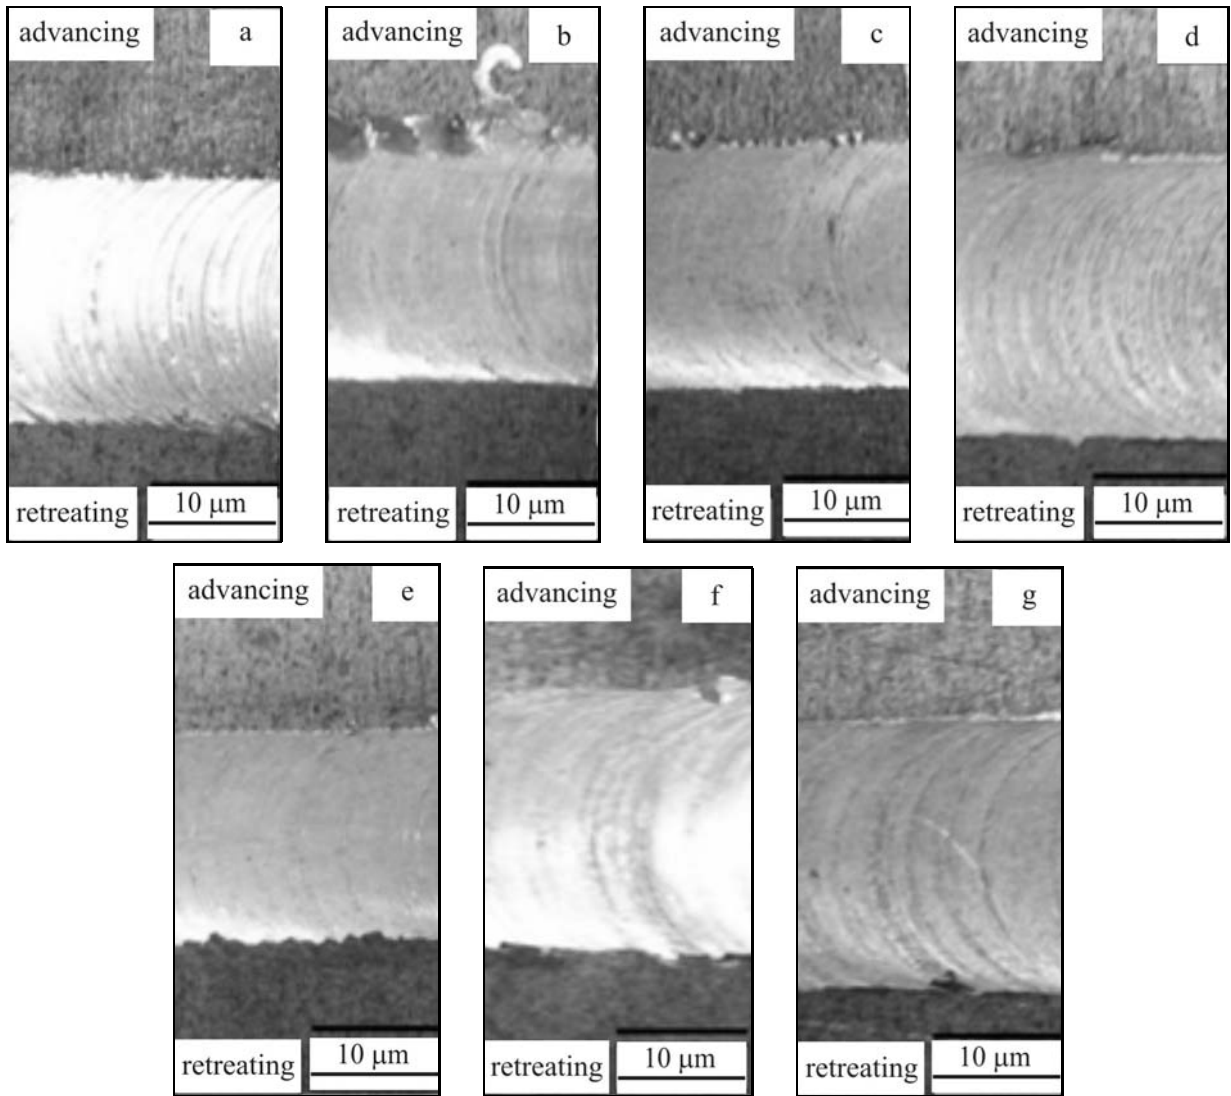 advancing a
retreating 10 μm
advancing b
retreating 10 μm
advancing c
retreating 10 μm
advancing d
retreating 10 μm
advancing e
retreating 10 μm
advancing f
retreating 10 μm
advancing g
retreating 10 μm